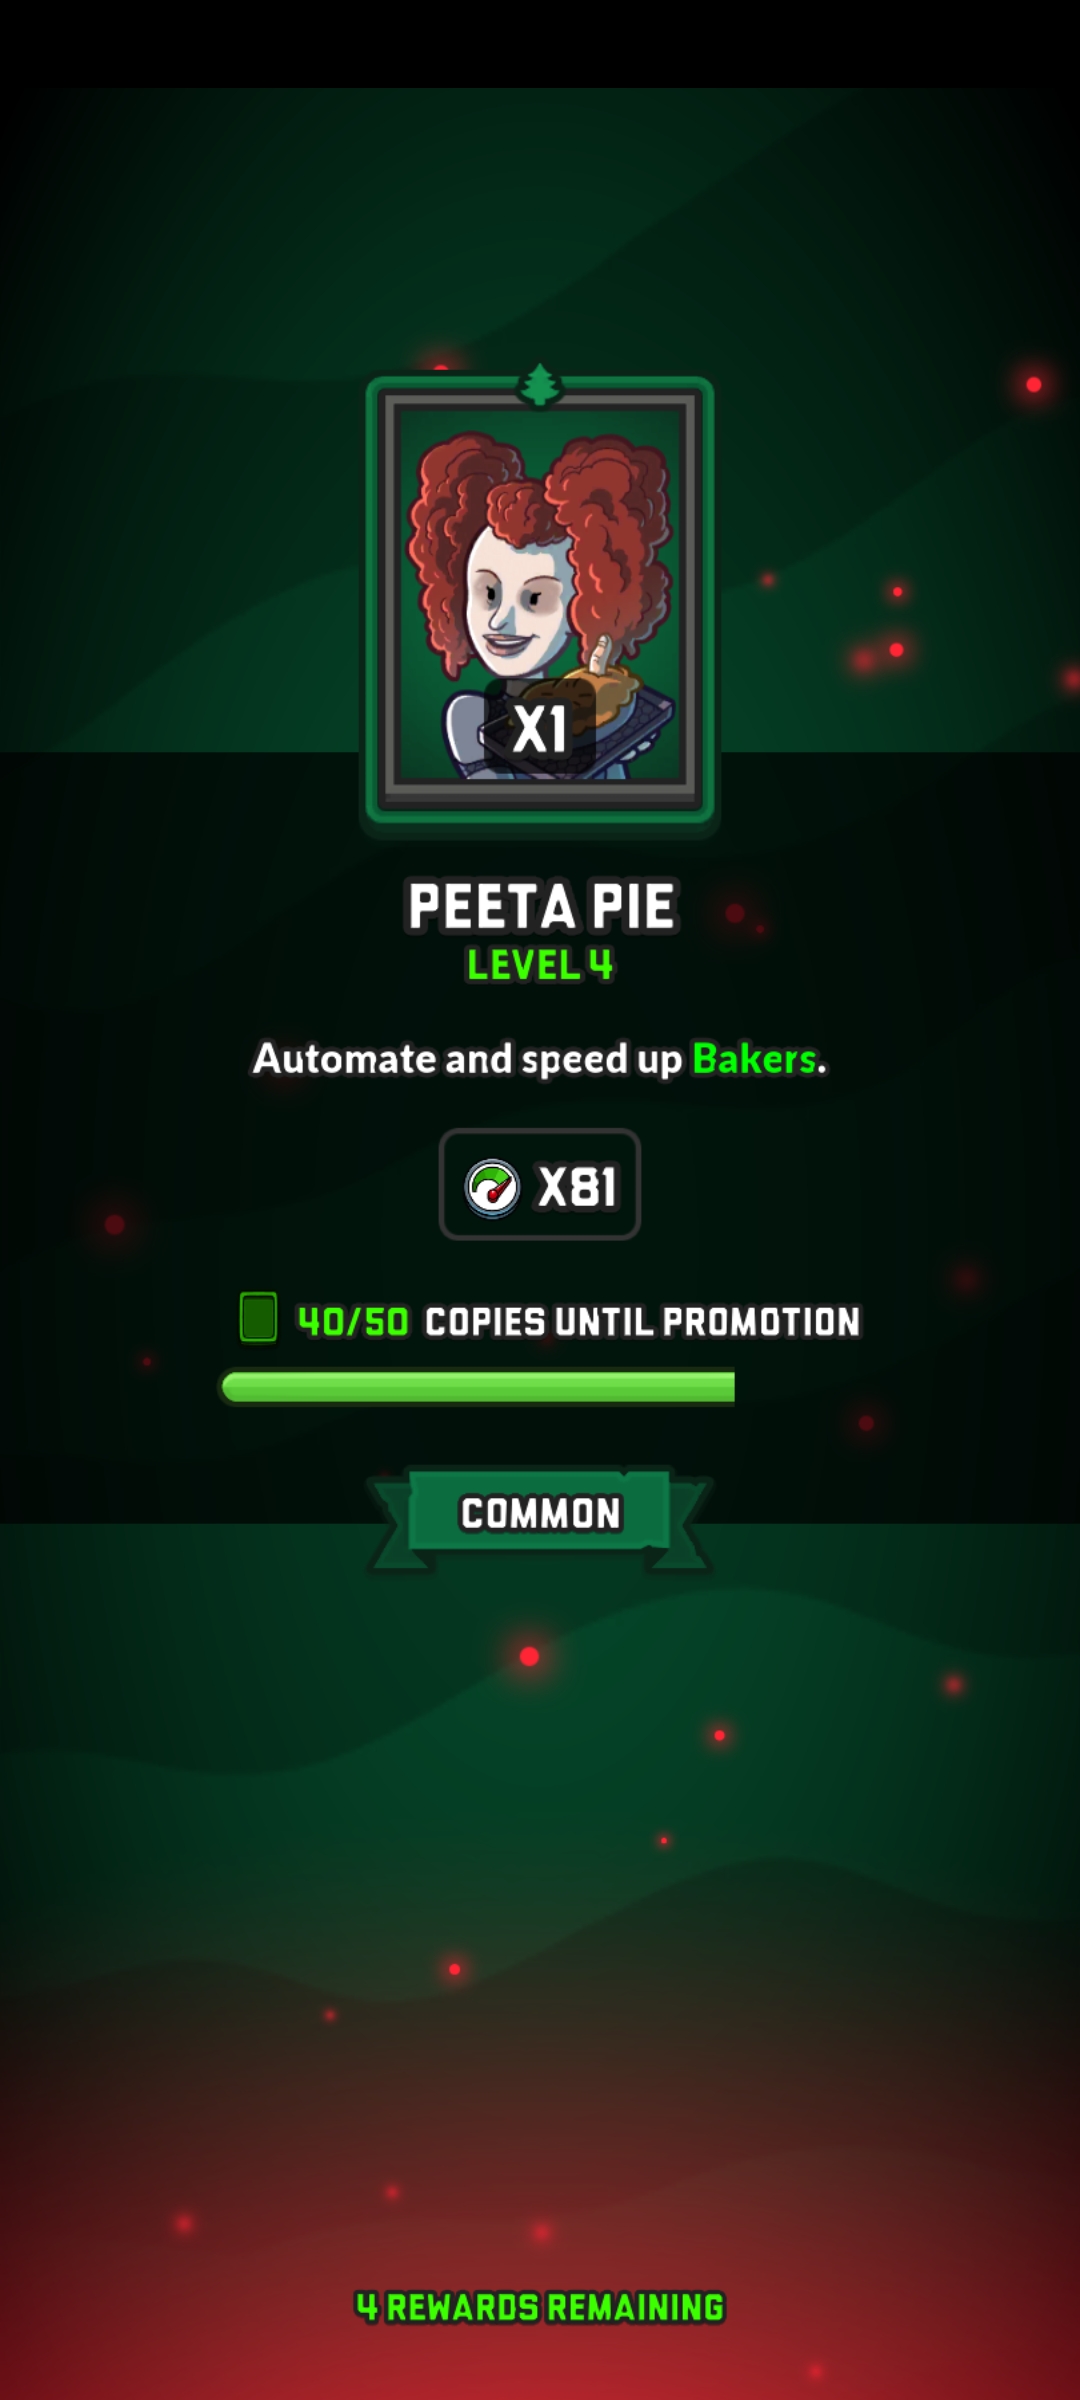 X1
PEETA PIE
LEVEL 4
Automate and speed up Bakers.
X81
40/50 COPIES UNTIL PROMOTION
COMMON
4 REWARDS REMAINING